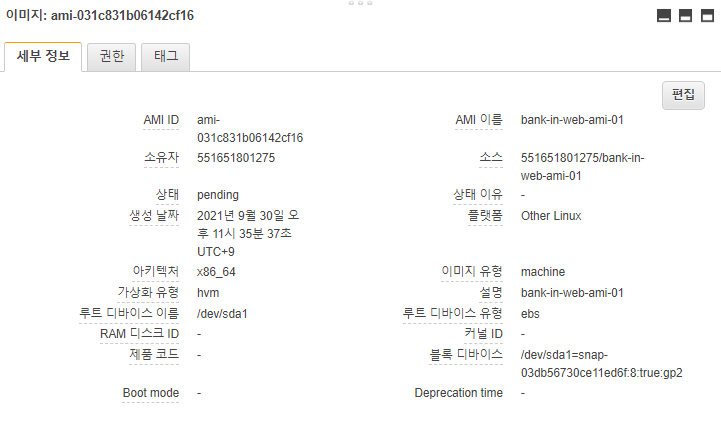 이미지: ami-031c831b06142cf16
세부 정보 권한 태그
편집
AMI ID ami-
031c831b06142cf16
AMI 이름 bank-in-web-ami-01
소유자 551651801275
소스 551651801275/bank-in-
web-ami-01
상태 pending
상태 이유 -
생성 날짜 2021년 9월 30일 오
후 11시 35분 37초
UTC+9
플랫폼 Other Linux
아키텍처 x86_64
이미지 유형 machine
가상화 유형 hvm
설명 bank-in-web-ami-01
루트 디바이스 이름 /dev/sda1
루트 디바이스 유형 ebs
RAM 디스크 ID -
커널 ID -
제품 코드 -
블록 디바이스 /dev/sda1=snap-
03db56730ce11ed6f:8:true:gp2
Boot mode -
Deprecation time -